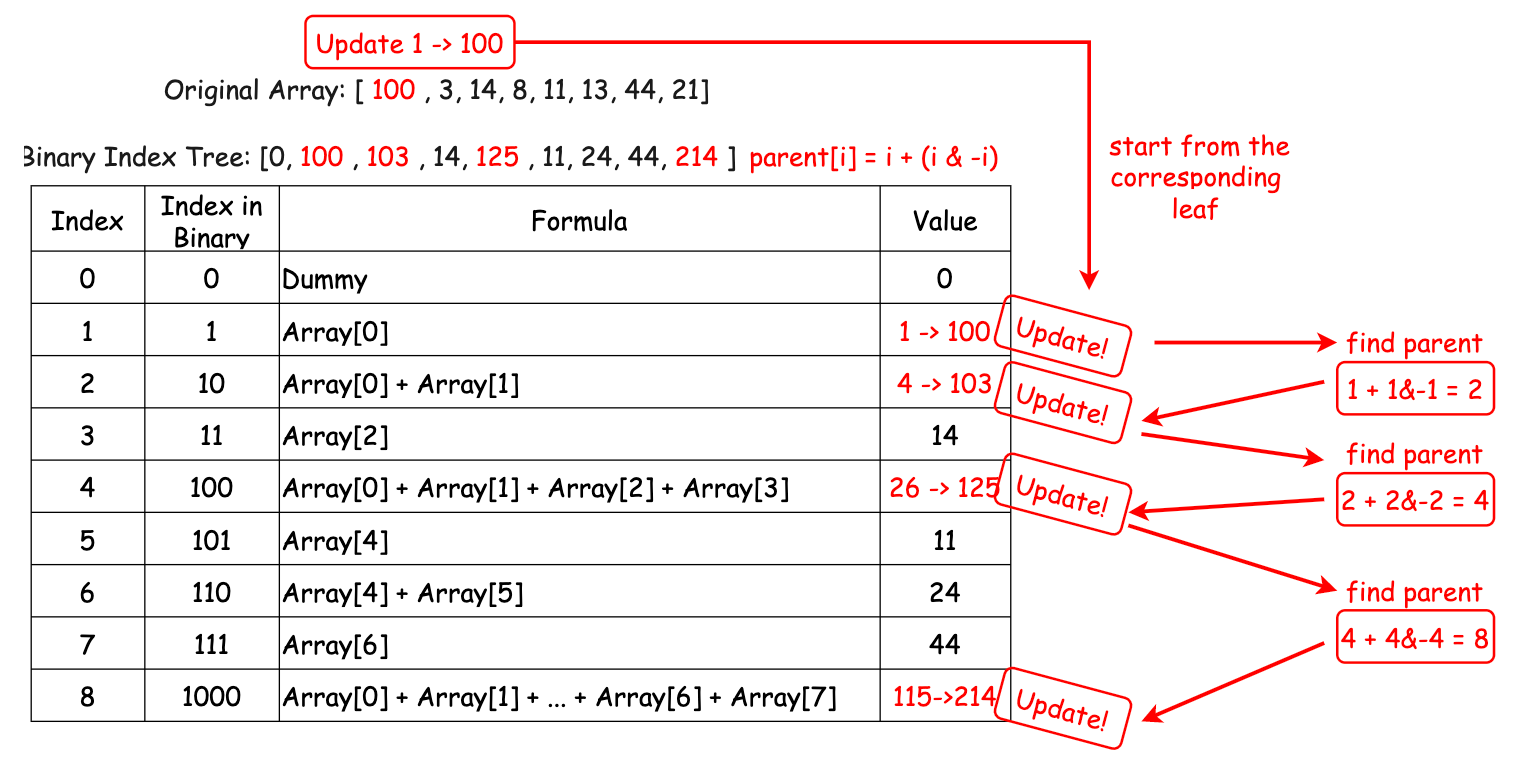 Update 1 -> 100
Original Array: [ 100 , 3, 14, 8, 11, 13, 44, 21]
Binary Index Tree: [0, 100 , 103 , 14, 125 , 11, 24, 44, 214 ] parent[i] = i + (i & -i)
start from the
corresponding
leaf
Index Index in Binary Formula Value
0 0 Dummy 0
1 1 Array[0] 1 -> 100 Update!
find parent
2 10 Array[0] + Array[1] 4 -> 103 Update!
1 + 1&-1 = 2
3 11 Array[2] 14
find parent
4 100 Array[0] + Array[1] + Array[2] + Array[3] 26 -> 125 Update!
2 + 2&-2 = 4
5 101 Array[4] 11
6 110 Array[4] + Array[5] 24
find parent
7 111 Array[6] 44
4 + 4&-4 = 8
8 1000 Array[0] + Array[1] + ... + Array[6] + Array[7] 115->214 Update!